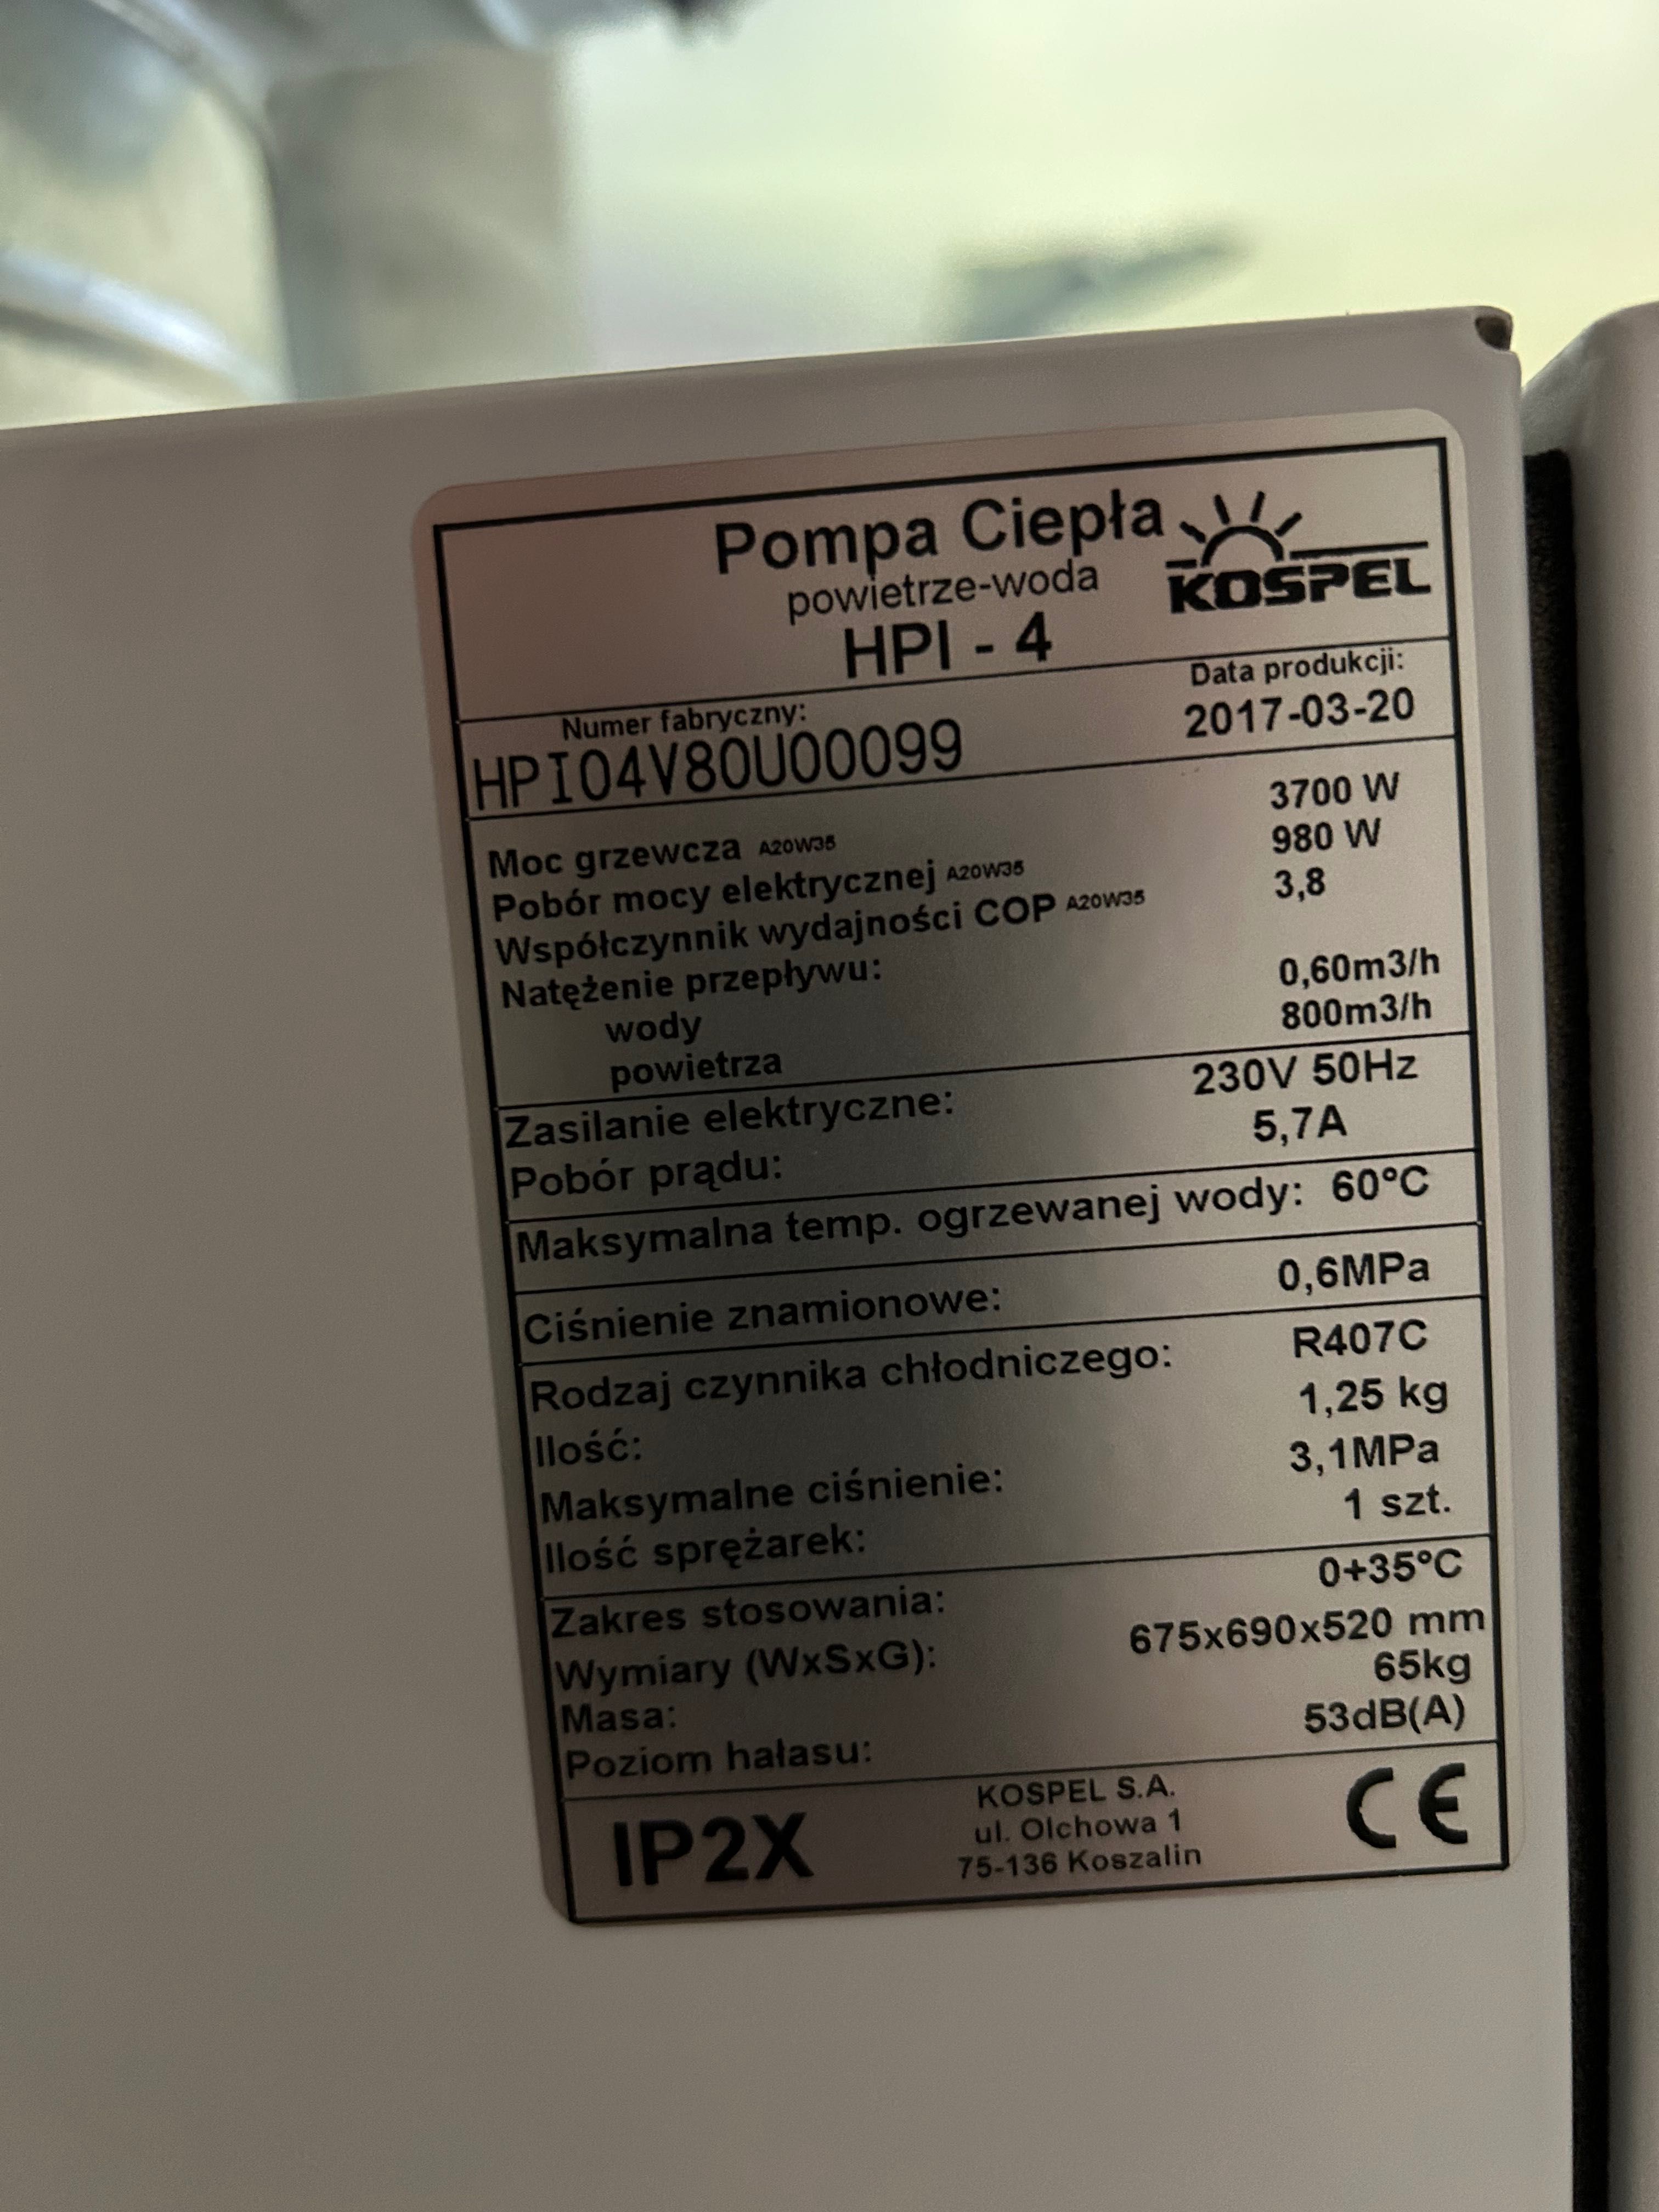 Pompa Ciepła
KOSPEL
powietrze-woda
HPI - 4
Numer fabryczny:
Data produkcji:
HPI04V80U00099
2017-03-20
Moc grzewcza A20W35 3700 W
Pobór mocy elektrycznej A20W35 980 W
Współczynnik wydajności COP A20W35 3,8
Natężenie przepływu:
wody 0,60m3/h
powietrza 800m3/h
Zasilanie elektryczne: 230V 50Hz
Pobór prądu: 5,7A
Maksymalna temp. ogrzewanej wody: 60°C
Ciśnienie znamionowe: 0,6MPa
Rodzaj czynnika chłodniczego: R407C
Ilość: 1,25 kg
Maksymalne ciśnienie: 3,1MPa
Ilość sprężarek: 1 szt.
Zakres stosowania: 0+35°C
Wymiary (WxSxG): 675x690x520 mm
Masa: 65kg
Poziom hałasu: 53dB(A)
IP2X
KOSPEL S.A.
ul. Olchowa 1
75-136 Koszalin
CE